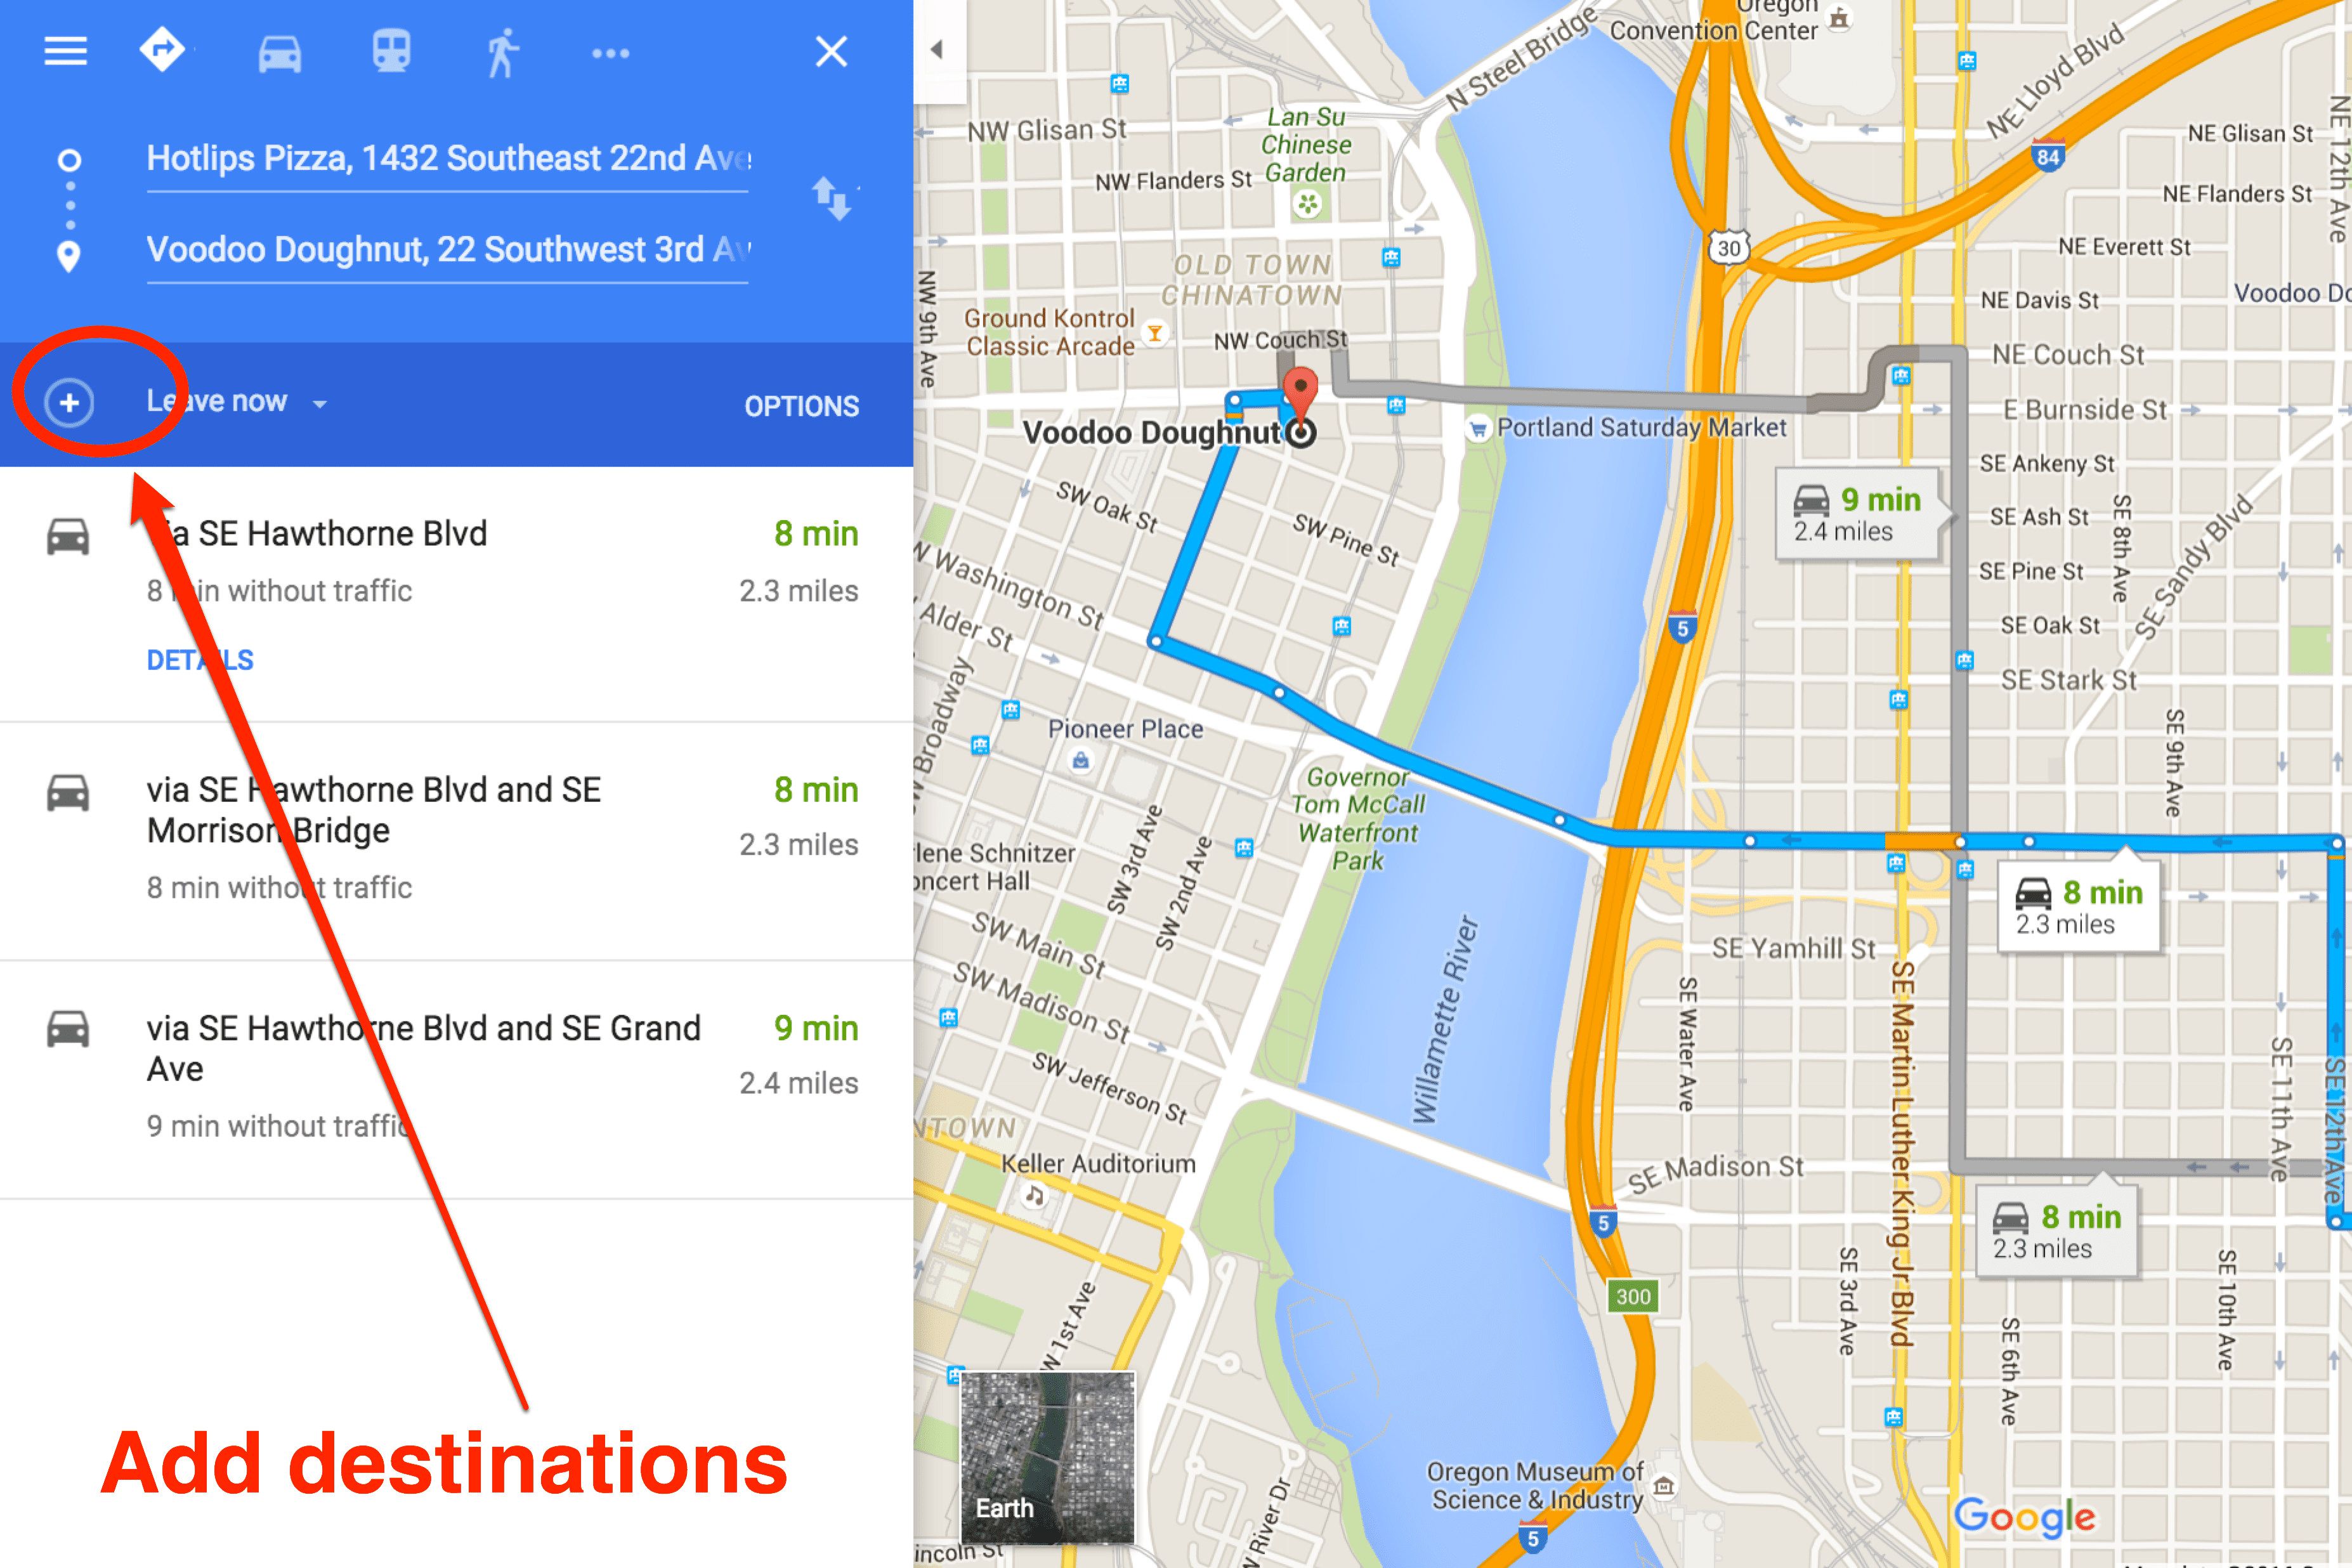 Hotlips Pizza, 1432 Southeast 22nd Ave
Voodoo Doughnut, 22 Southwest 3rd Av
Leave now
OPTIONS
via SE Hawthorne Blvd
8 min
8 min without traffic
2.3 miles
DETAILS
via SE Hawthorne Blvd and SE
Morrison Bridge
8 min
2.3 miles
8 min without traffic
via SE Hawthorne Blvd and SE Grand
Ave
9 min
2.4 miles
9 min without traffic
Add destinations
Oregon
Convention Center
N Steel Bridge
NE Lloyd Blvd
NW Glisan St
Lan Su
Chinese
Garden
NW Flanders St
NE Glisan St
NE 12th Ave
84
NE Flanders St
30
NE Everett St
OLD TOWN
CHINATOWN
NW 9th Ave
NE Davis St
Voodoo Do
Ground Kontrol
Classic Arcade
NW Couch St
NE Couch St
E Burnside St
Voodoo Doughnut
Portland Saturday Market
SE Ankeny St
9 min
2.4 miles
SW Oak St
SW Pine St
SE Ash St
SE 8th Ave
SE Sandy Blvd
SE Pine St
W Washington St
Alder St
5
SE Oak St
SE Stark St
Broadway
Pioneer Place
SE 9th Ave
Governor
Tom McCall
Waterfront
Park
lene Schnitzer
oncert Hall
SW 3rd Ave
SW 2nd Ave
8 min
2.3 miles
SW Main St
SW Madison St
SE Yamhill St
Willamette River
SE Water Ave
SE Martin Luther King Jr Blvd
SE 11th Ave
SE 12th Ave
SW Jefferson St
NTOWN
Keller Auditorium
SE Madison St
5
8 min
2.3 miles
300
SE 3rd Ave
SE 10th Ave
SE 6th Ave
W 1st Ave
Earth
W River Dr
Oregon Museum of
Science & Industry
5
Google
incoln St